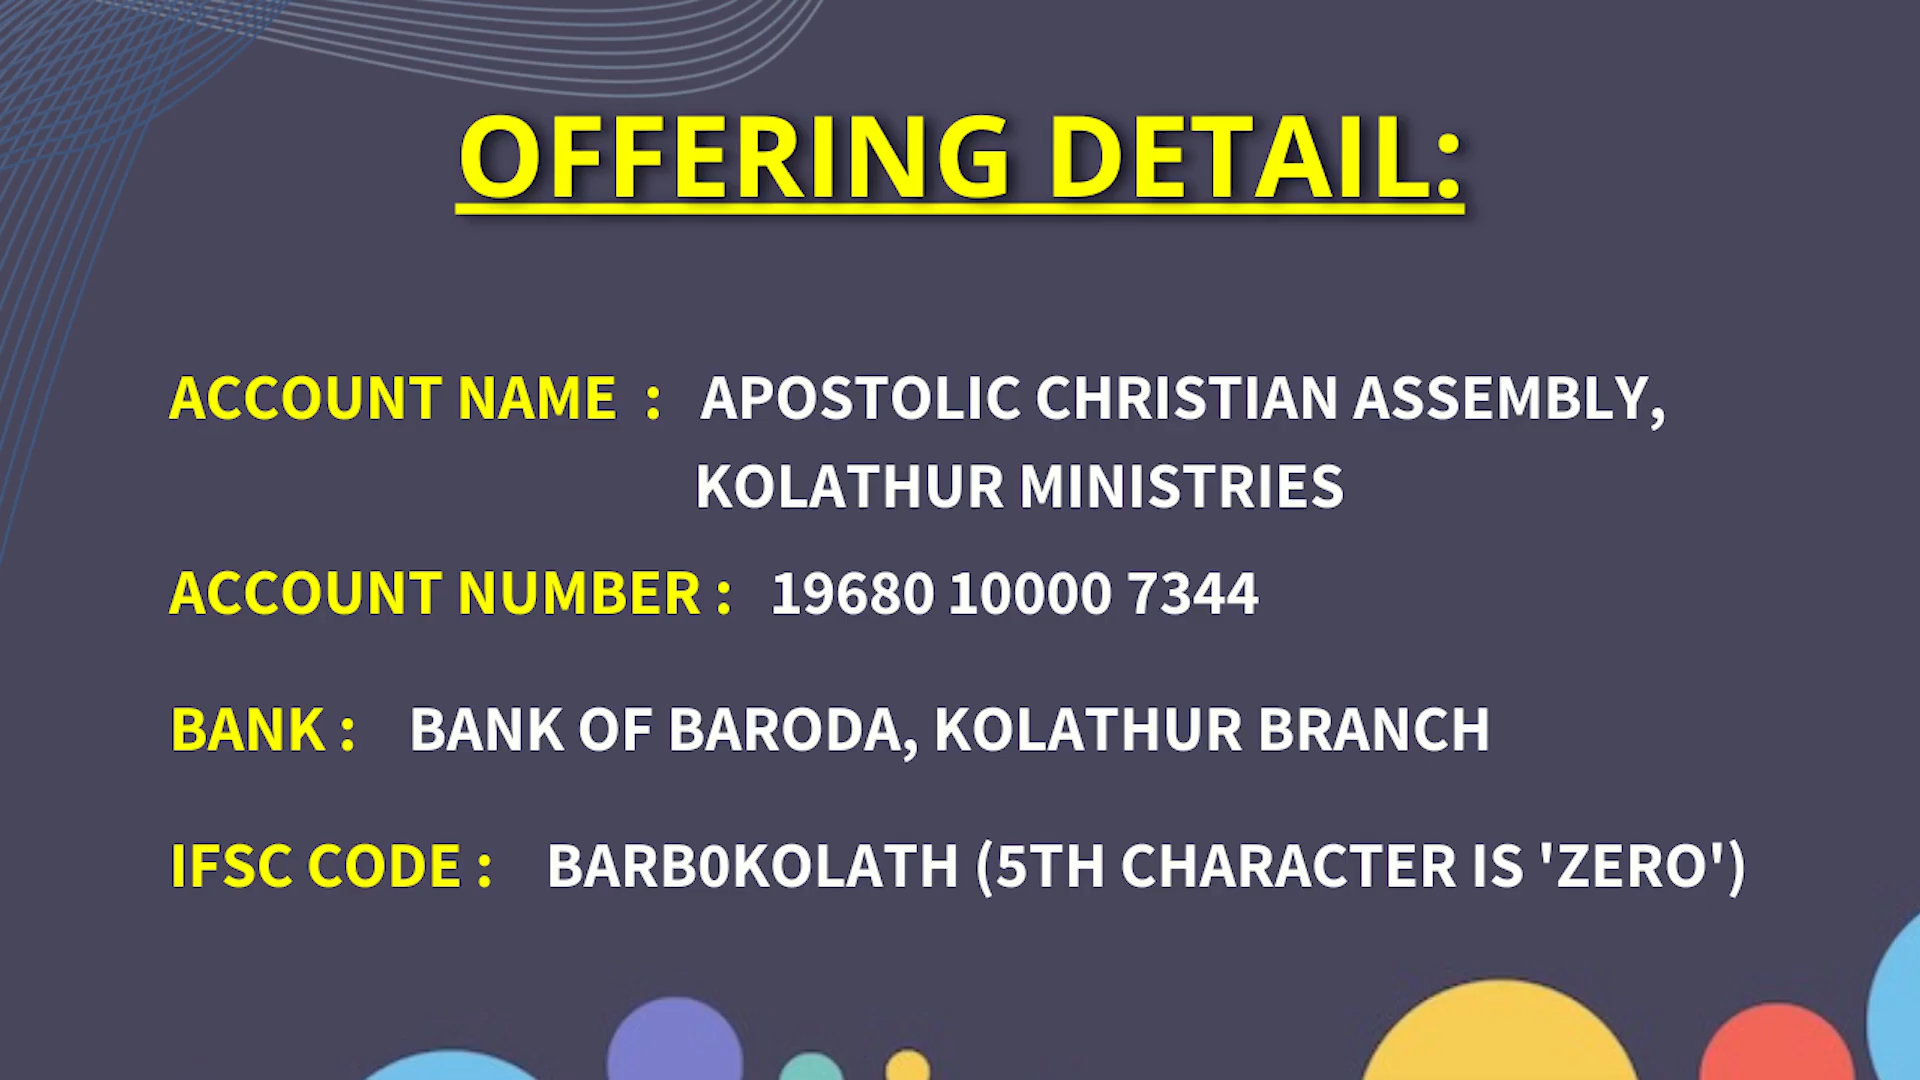 OFFERING DETAIL:
ACCOUNT NAME : APOSTOLIC CHRISTIAN ASSEMBLY,
KOLATHUR MINISTRIES
ACCOUNT NUMBER : 19680 10000 7344
BANK : BANK OF BARODA, KOLATHUR BRANCH
IFSC CODE : BARB0KOLATH (5TH CHARACTER IS 'ZERO')